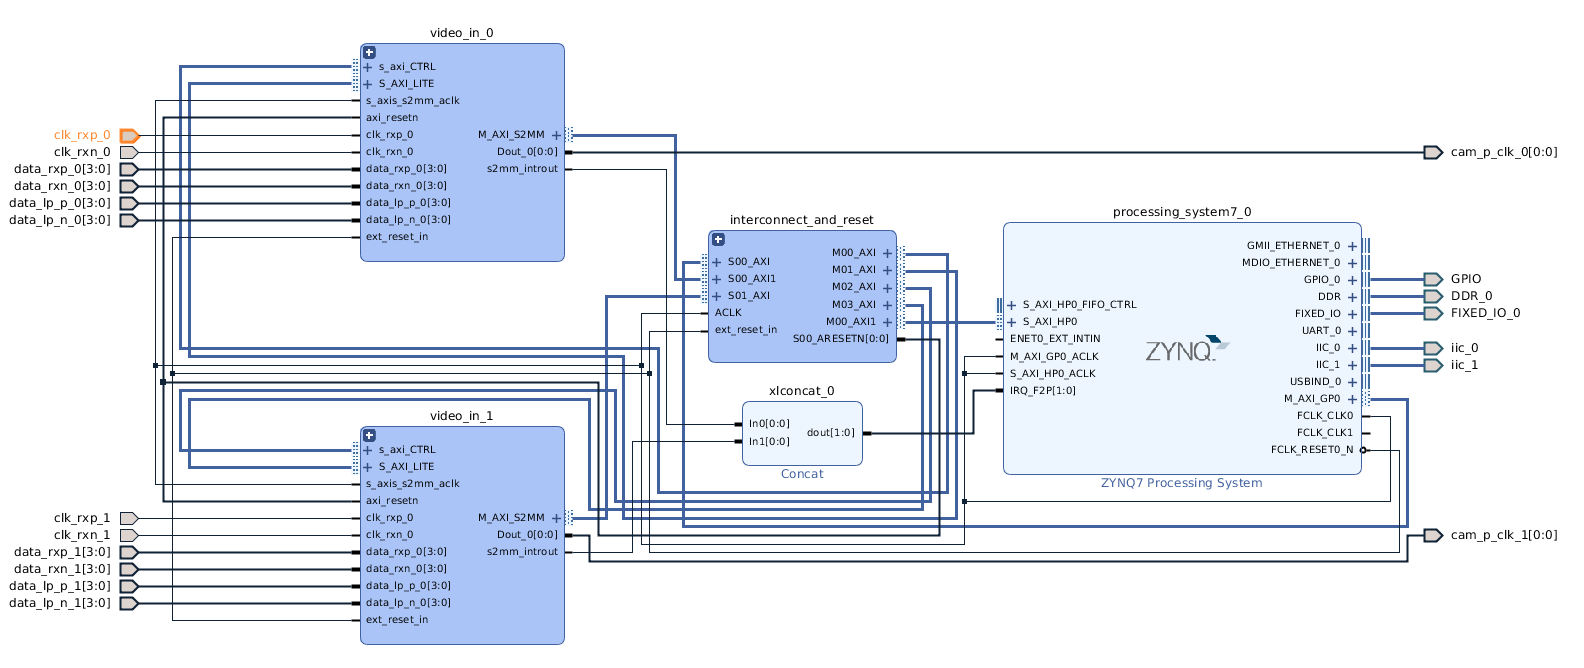 video_in_0
s_axi_CTRL
S_AXI_LITE
s_axis_s2mm_aclk
axi_resetn
clk_rxp_0
clk_rxn_0
data_rxp_0[3:0]
data_rxn_0[3:0]
data_lp_p_0[3:0]
data_lp_n_0[3:0]
ext_reset_in
M_AXI_S2MM
Dout_0[0:0]
s2mm_introut
clk_rxp_0
clk_rxn_0
data_rxp_0[3:0]
data_rxn_0[3:0]
data_lp_p_0[3:0]
data_lp_n_0[3:0]
cam_p_clk_0[0:0]
interconnect_and_reset
S00_AXI
S00_AXI1
S01_AXI
ACLK
ext_reset_in
M00_AXI
M01_AXI
M02_AXI
M03_AXI
M00_AXI1
S00_ARESETN[0:0]
processing_system7_0
S_AXI_HP0_FIFO_CTRL
S_AXI_HP0
ENET0_EXT_INTIN
M_AXI_GP0_ACLK
S_AXI_HP0_ACLK
IRQ_F2P[1:0]
ZYNQ
GMII_ETHERNET_0
MDIO_ETHERNET_0
GPIO_0
DDR
FIXED_IO
UART_0
IIC_0
IIC_1
USBIND_0
M_AXI_GP0
FCLK_CLK0
FCLK_CLK1
FCLK_RESET0_N
ZYNQ7 Processing System
GPIO
DDR_0
FIXED_IO_0
iic_0
iic_1
xlconcat_0
In0[0:0]
In1[0:0]
dout[1:0]
Concat
video_in_1
s_axi_CTRL
S_AXI_LITE
s_axis_s2mm_aclk
axi_resetn
clk_rxp_0
clk_rxn_0
data_rxp_0[3:0]
data_rxn_0[3:0]
data_lp_p_0[3:0]
data_lp_n_0[3:0]
ext_reset_in
M_AXI_S2MM
Dout_0[0:0]
s2mm_introut
clk_rxp_1
clk_rxn_1
data_rxp_1[3:0]
data_rxn_1[3:0]
data_lp_p_1[3:0]
data_lp_n_1[3:0]
cam_p_clk_1[0:0]